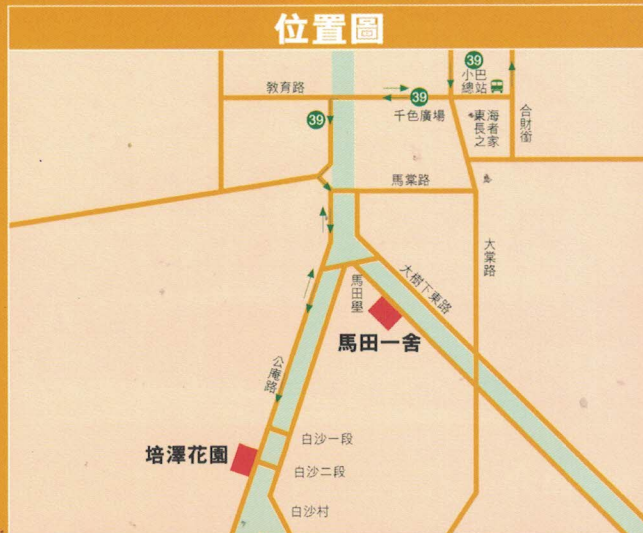 位置圖
39
小巴
總站
教育路
39
39
千色廣場
東海
長者
之家
合財街
馬棠路
大棠路
馬田壆
大樹下東路
馬田一舍
公庵路
培澤花園
白沙一段
白沙二段
白沙村